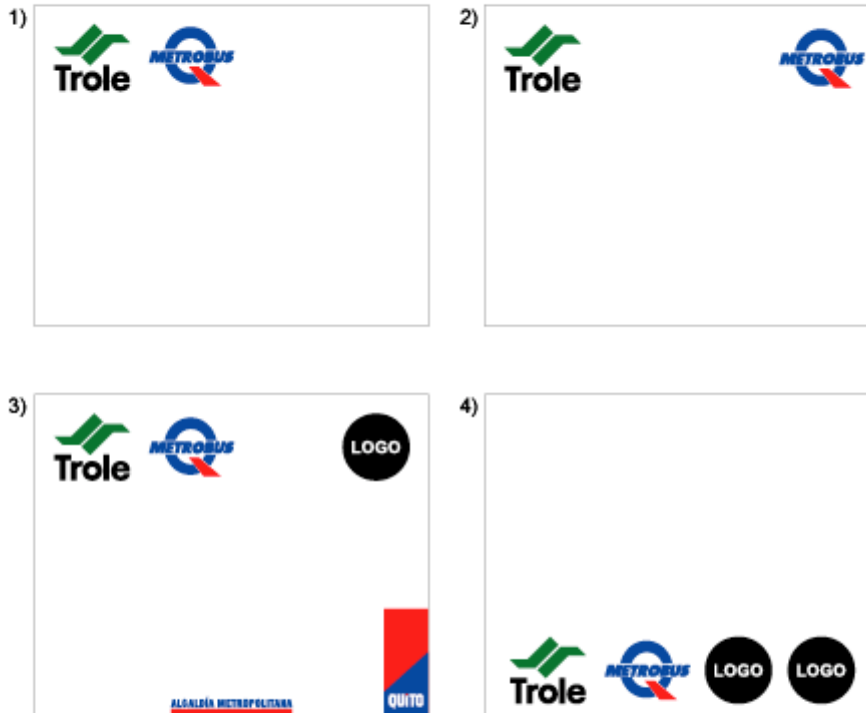 1)
Trole
METROBUS
2)
Trole
METROBUS
3)
Trole
METROBUS
LOGO
ALCALDÍA METROPOLITANA
QUITO
4)
Trole
METROBUS
LOGO
LOGO